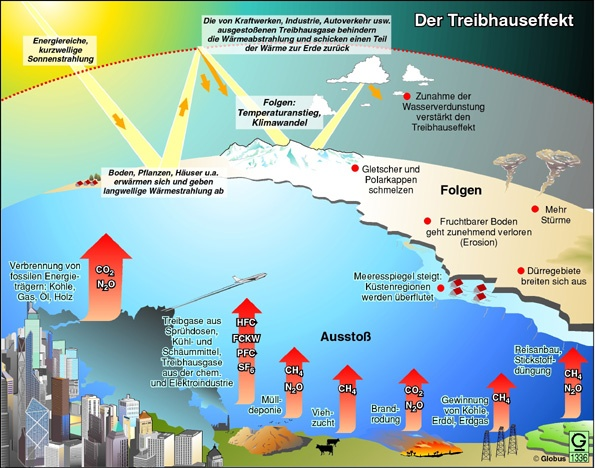 Der Treibhauseffekt
Energiereiche,
kurzwellige
Sonnenstrahlung
Die von Kraftwerken, Industrie, Autoverkehr usw.
ausgestoßenen Treibhausgase behindern
die Wärmeabstrahlung und schicken einen Teil
der Wärme zur Erde zurück
Folgen:
Temperaturanstieg,
Klimawandel
Zunahme der
Wasserverdunstung
verstärkt den
Treibhauseffekt
Boden, Pflanzen, Häuser u.a.
erwärmen sich und geben
langwellige Wärmestrahlung ab
Gletscher und
Polarkappen
schmelzen
Folgen
Mehr
Stürme
Fruchtbarer Boden
geht zunehmend verloren
(Erosion)
Meeresspiegel steigt:
Küstenregionen
werden überflutet
Dürregebiete
breiten sich aus
Verbrennung von
fossilen Energie-
trägern: Kohle,
Gas, Öl, Holz
CO2
N2O
Treibgase aus
Sprühdosen,
Kühl- und
Schäummittel,
Treibhausgase
aus der chem.
und Elektroindustrie
HFC
FCKW
PFC
SF6
Ausstoß
Müll-
deponie
CH4
N2O
Vieh-
zucht
CH4
Brand-
rodung
CO2
N2O
Gewinnung
von Kohle,
Erdöl, Erdgas
CH4
Reisanbau,
Stickstoff-
düngung
CH4
N2O
© Globus
G
1336